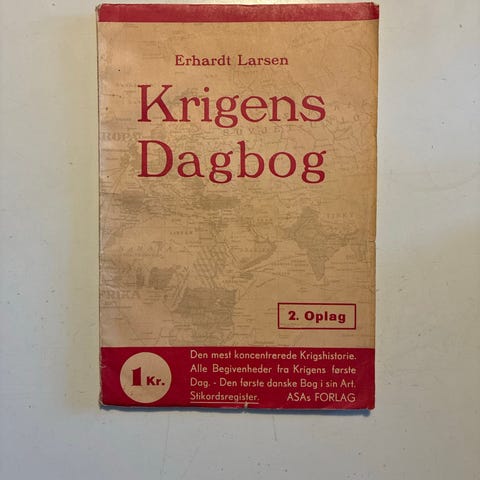 Erhardt Larsen
Krigens
Dagbog
2. Oplag
1 Kr.
Den mest koncentrerede Krigshistorie.
Alle Begivenheder fra Krigens første
Dag. - Den første danske Bog i sin Art.
Stikordsregister. ASAs FORLAG